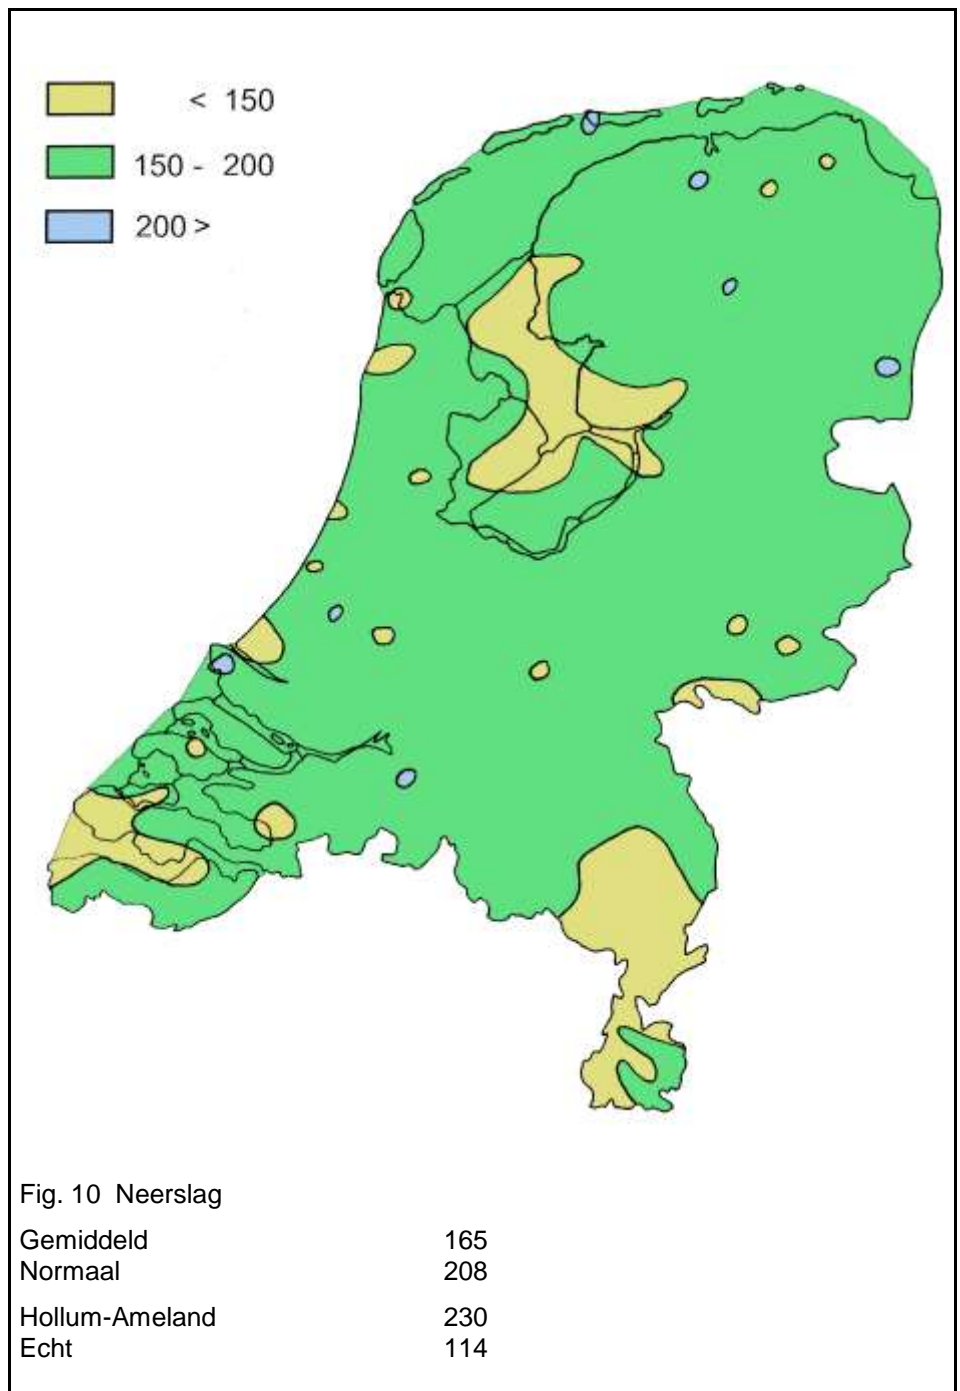 < 150
150 - 200
200 >
Fig. 10 Neerslag
Gemiddeld 165
Normaal 208
Hollum-Ameland 230
Echt 114